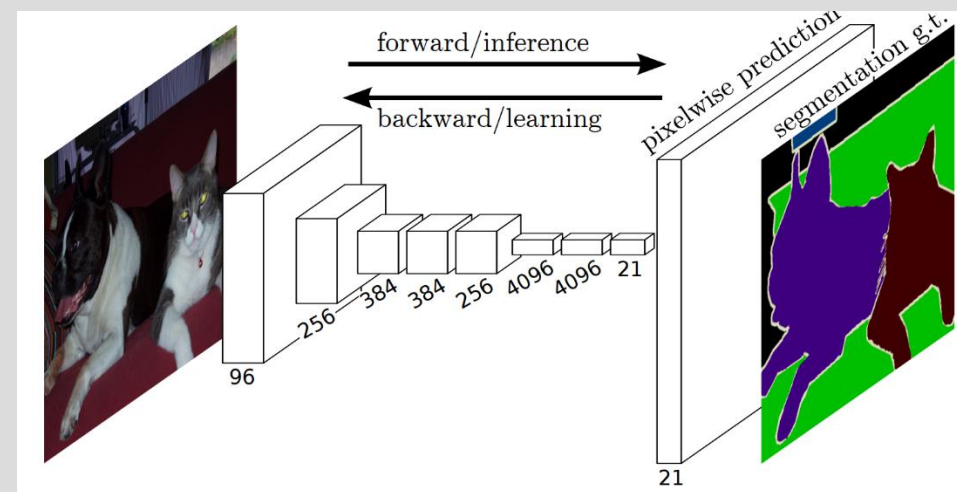 forward/inference
backward/learning
pixelwise prediction
segmentation g.t.
96
256
384
384
256
4096
4096
21
21